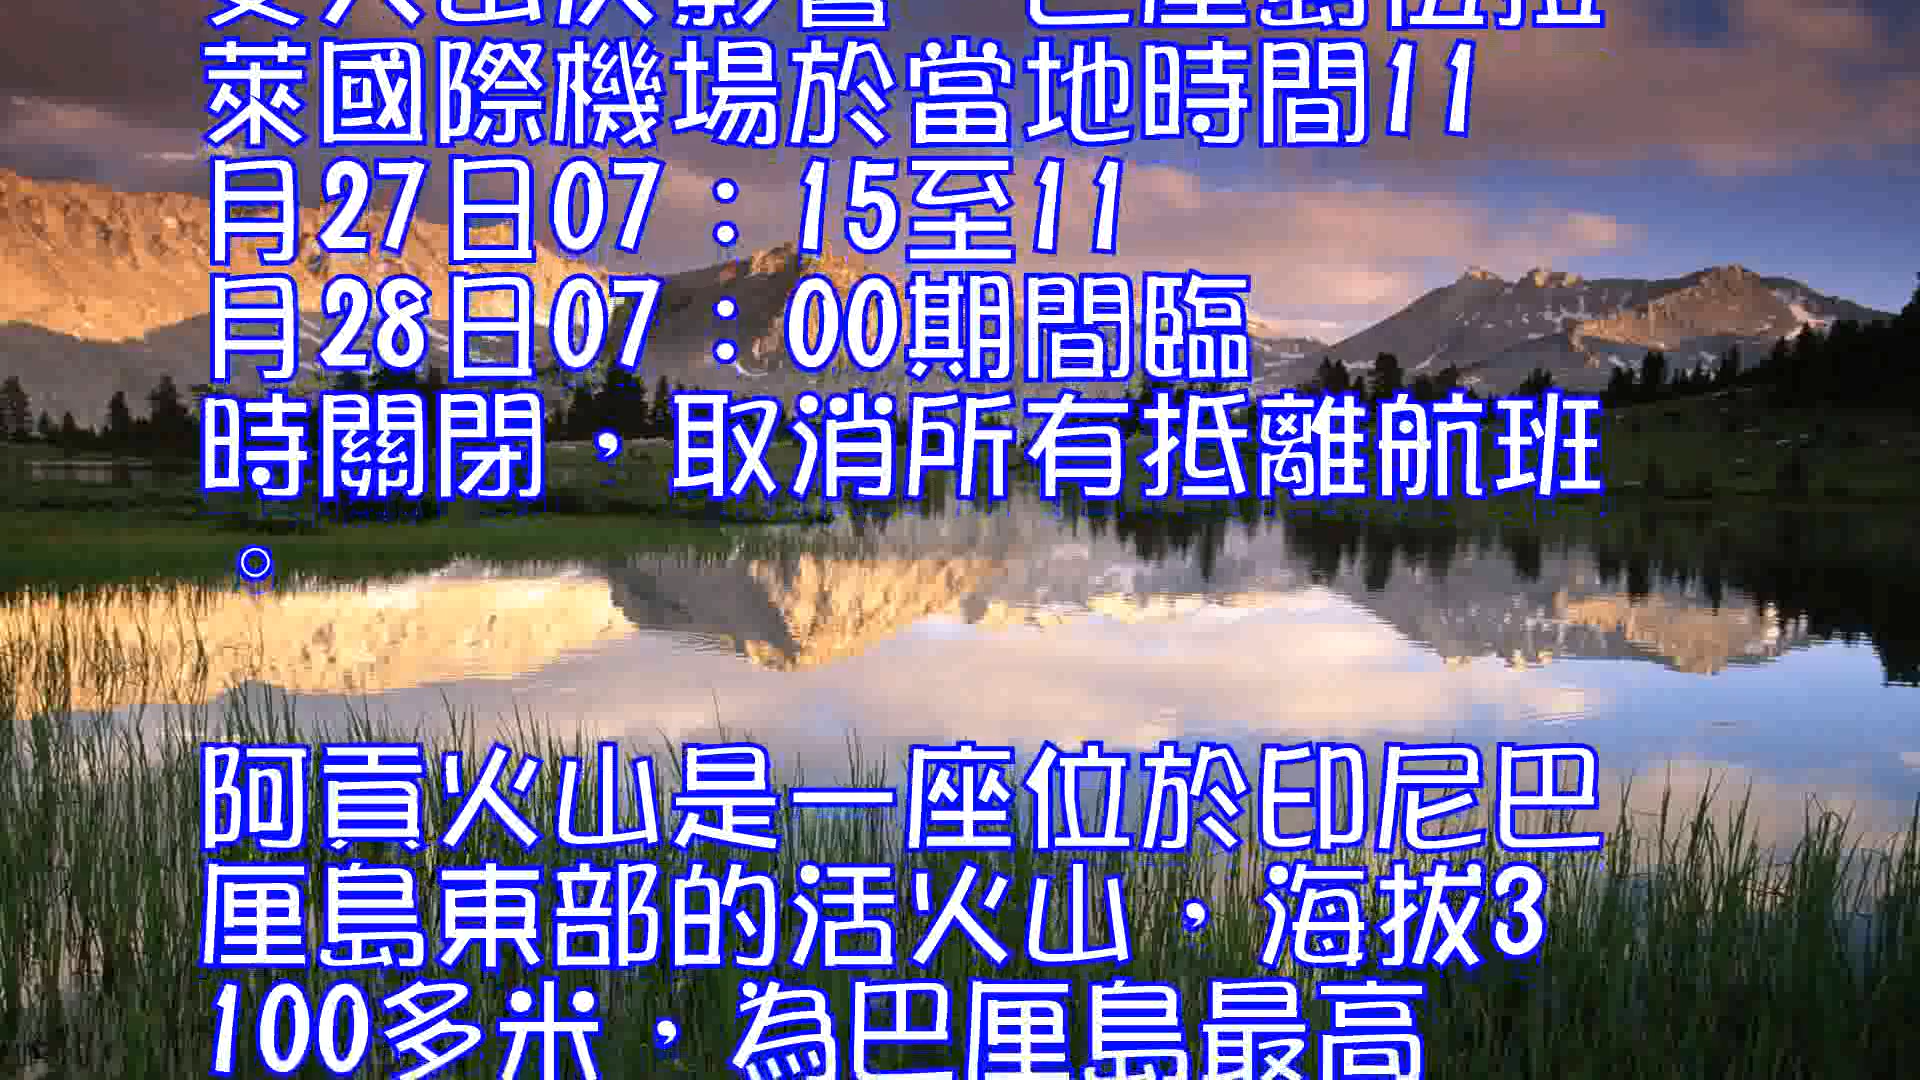 萊國際機場於當地時間11
月27日07：15至11
月28日07：00期間臨
時關閉，取消所有抵離航班
。
阿貢火山是一座位於印尼巴
厘島東部的活火山，海拔3
100多米，為巴厘島最高